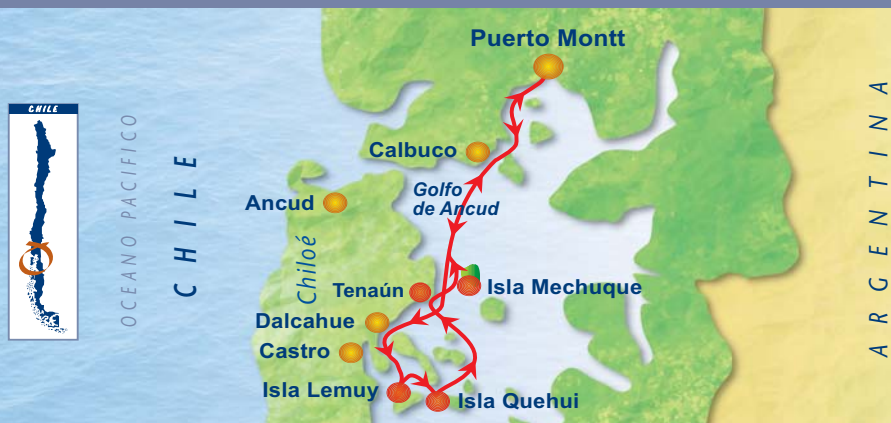 Puerto Montt
CHILE
OCEANO PACIFICO
CHILE
ARGENTINA
Calbuco
Golfo
de Ancud
Ancud
Chiloé
Tenaún
Isla Mechuque
Dalcahue
Castro
Isla Lemuy
Isla Quehui